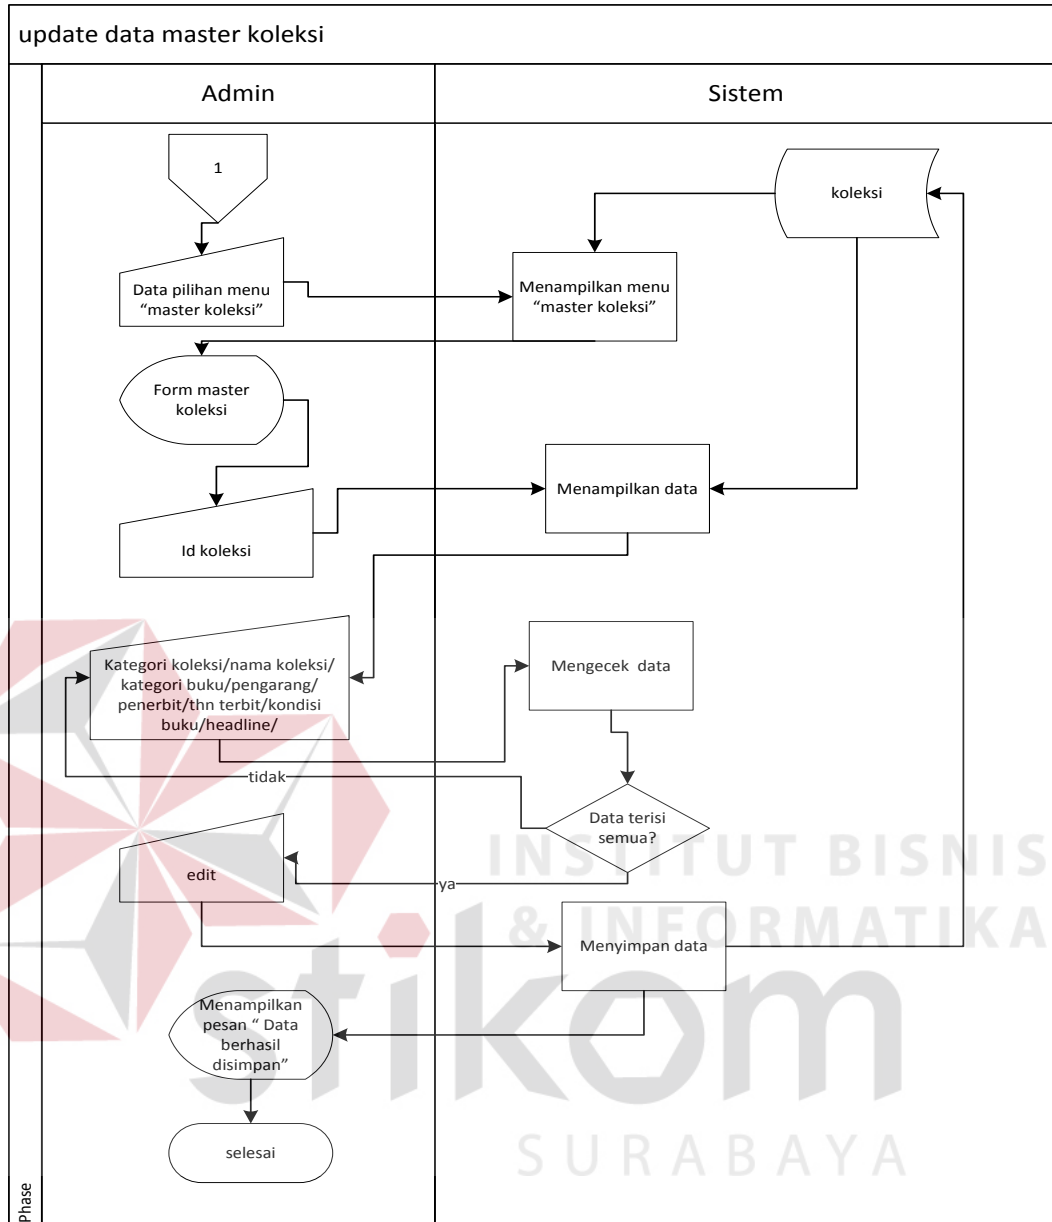 update data master koleksi
Admin
Sistem
1
koleksi
Data pilihan menu
“master koleksi”
Menampilkan menu
“master koleksi”
Form master
koleksi
Menampilkan data
Id koleksi
Kategori koleksi/nama koleksi/
kategori buku/pengarang/
penerbit/thn terbit/kondisi
buku/headline/
Mengecek data
tidak
Data terisi
semua?
edit
ya
Menyimpan data
Menampilkan
pesan “ Data
berhasil
disimpan”
selesai
Phase
INSTITUT BISNIS
& INFORMATIKA
stikom
SURABAYA